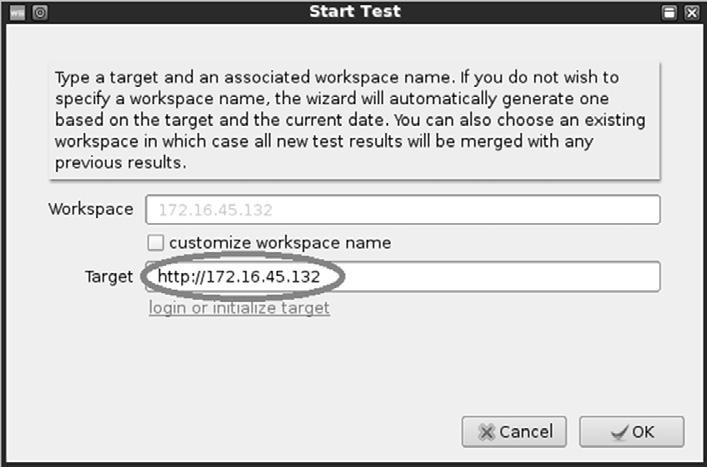 Start Test
Type a target and an associated workspace name. If you do not wish to
specify a workspace name, the wizard will automatically generate one
based on the target and the current date. You can also choose an existing
workspace in which case all new test results will be merged with any
previous results.
Workspace 172.16.45.132
customize workspace name
Target http://172.16.45.132
login or initialize target
Cancel OK